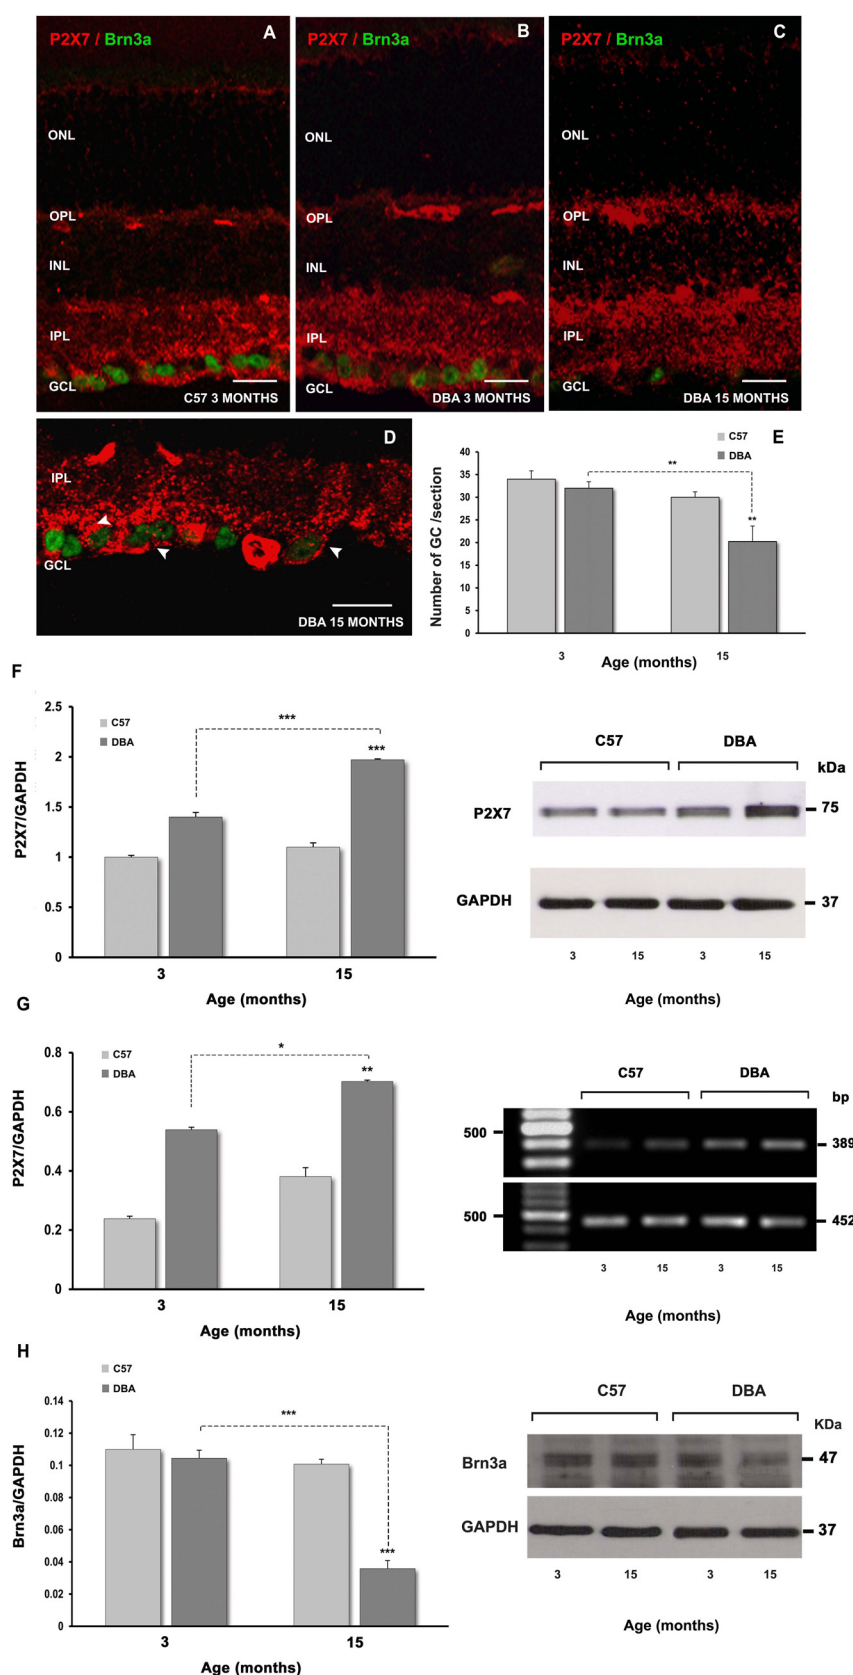 P2X7 / Brn3a
A
ONL
OPL
INL
IPL
GCL
C57 3 MONTHS
P2X7 / Brn3a
B
ONL
OPL
INL
IPL
GCL
DBA 3 MONTHS
P2X7 / Brn3a
C
ONL
OPL
INL
IPL
GCL
DBA 15 MONTHS
D
IPL
GCL
DBA 15 MONTHS
E
C57
DBA
Number of GC /section
40
35
30
25
20
15
10
5
0
**
**
3
15
Age (months)
F
C57
DBA
P2X7/GAPDH
2.5
2
1.5
1
0.5
0
***
***
3
15
Age (months)
C57
DBA
kDa
P2X7
75
GAPDH
37
3
15
3
15
Age (months)
G
C57
DBA
P2X7/GAPDH
0.8
0.6
0.4
0.2
0
*
**
3
15
Age (months)
C57
DBA
bp
500
389
500
452
3
15
3
15
Age (months)
H
C57
DBA
Brn3a/GAPDH
0.14
0.12
0.1
0.08
0.06
0.04
0.02
0
***
***
3
15
Age (months)
C57
DBA
KDa
Brn3a
47
GAPDH
37
3
15
3
15
Age (months)